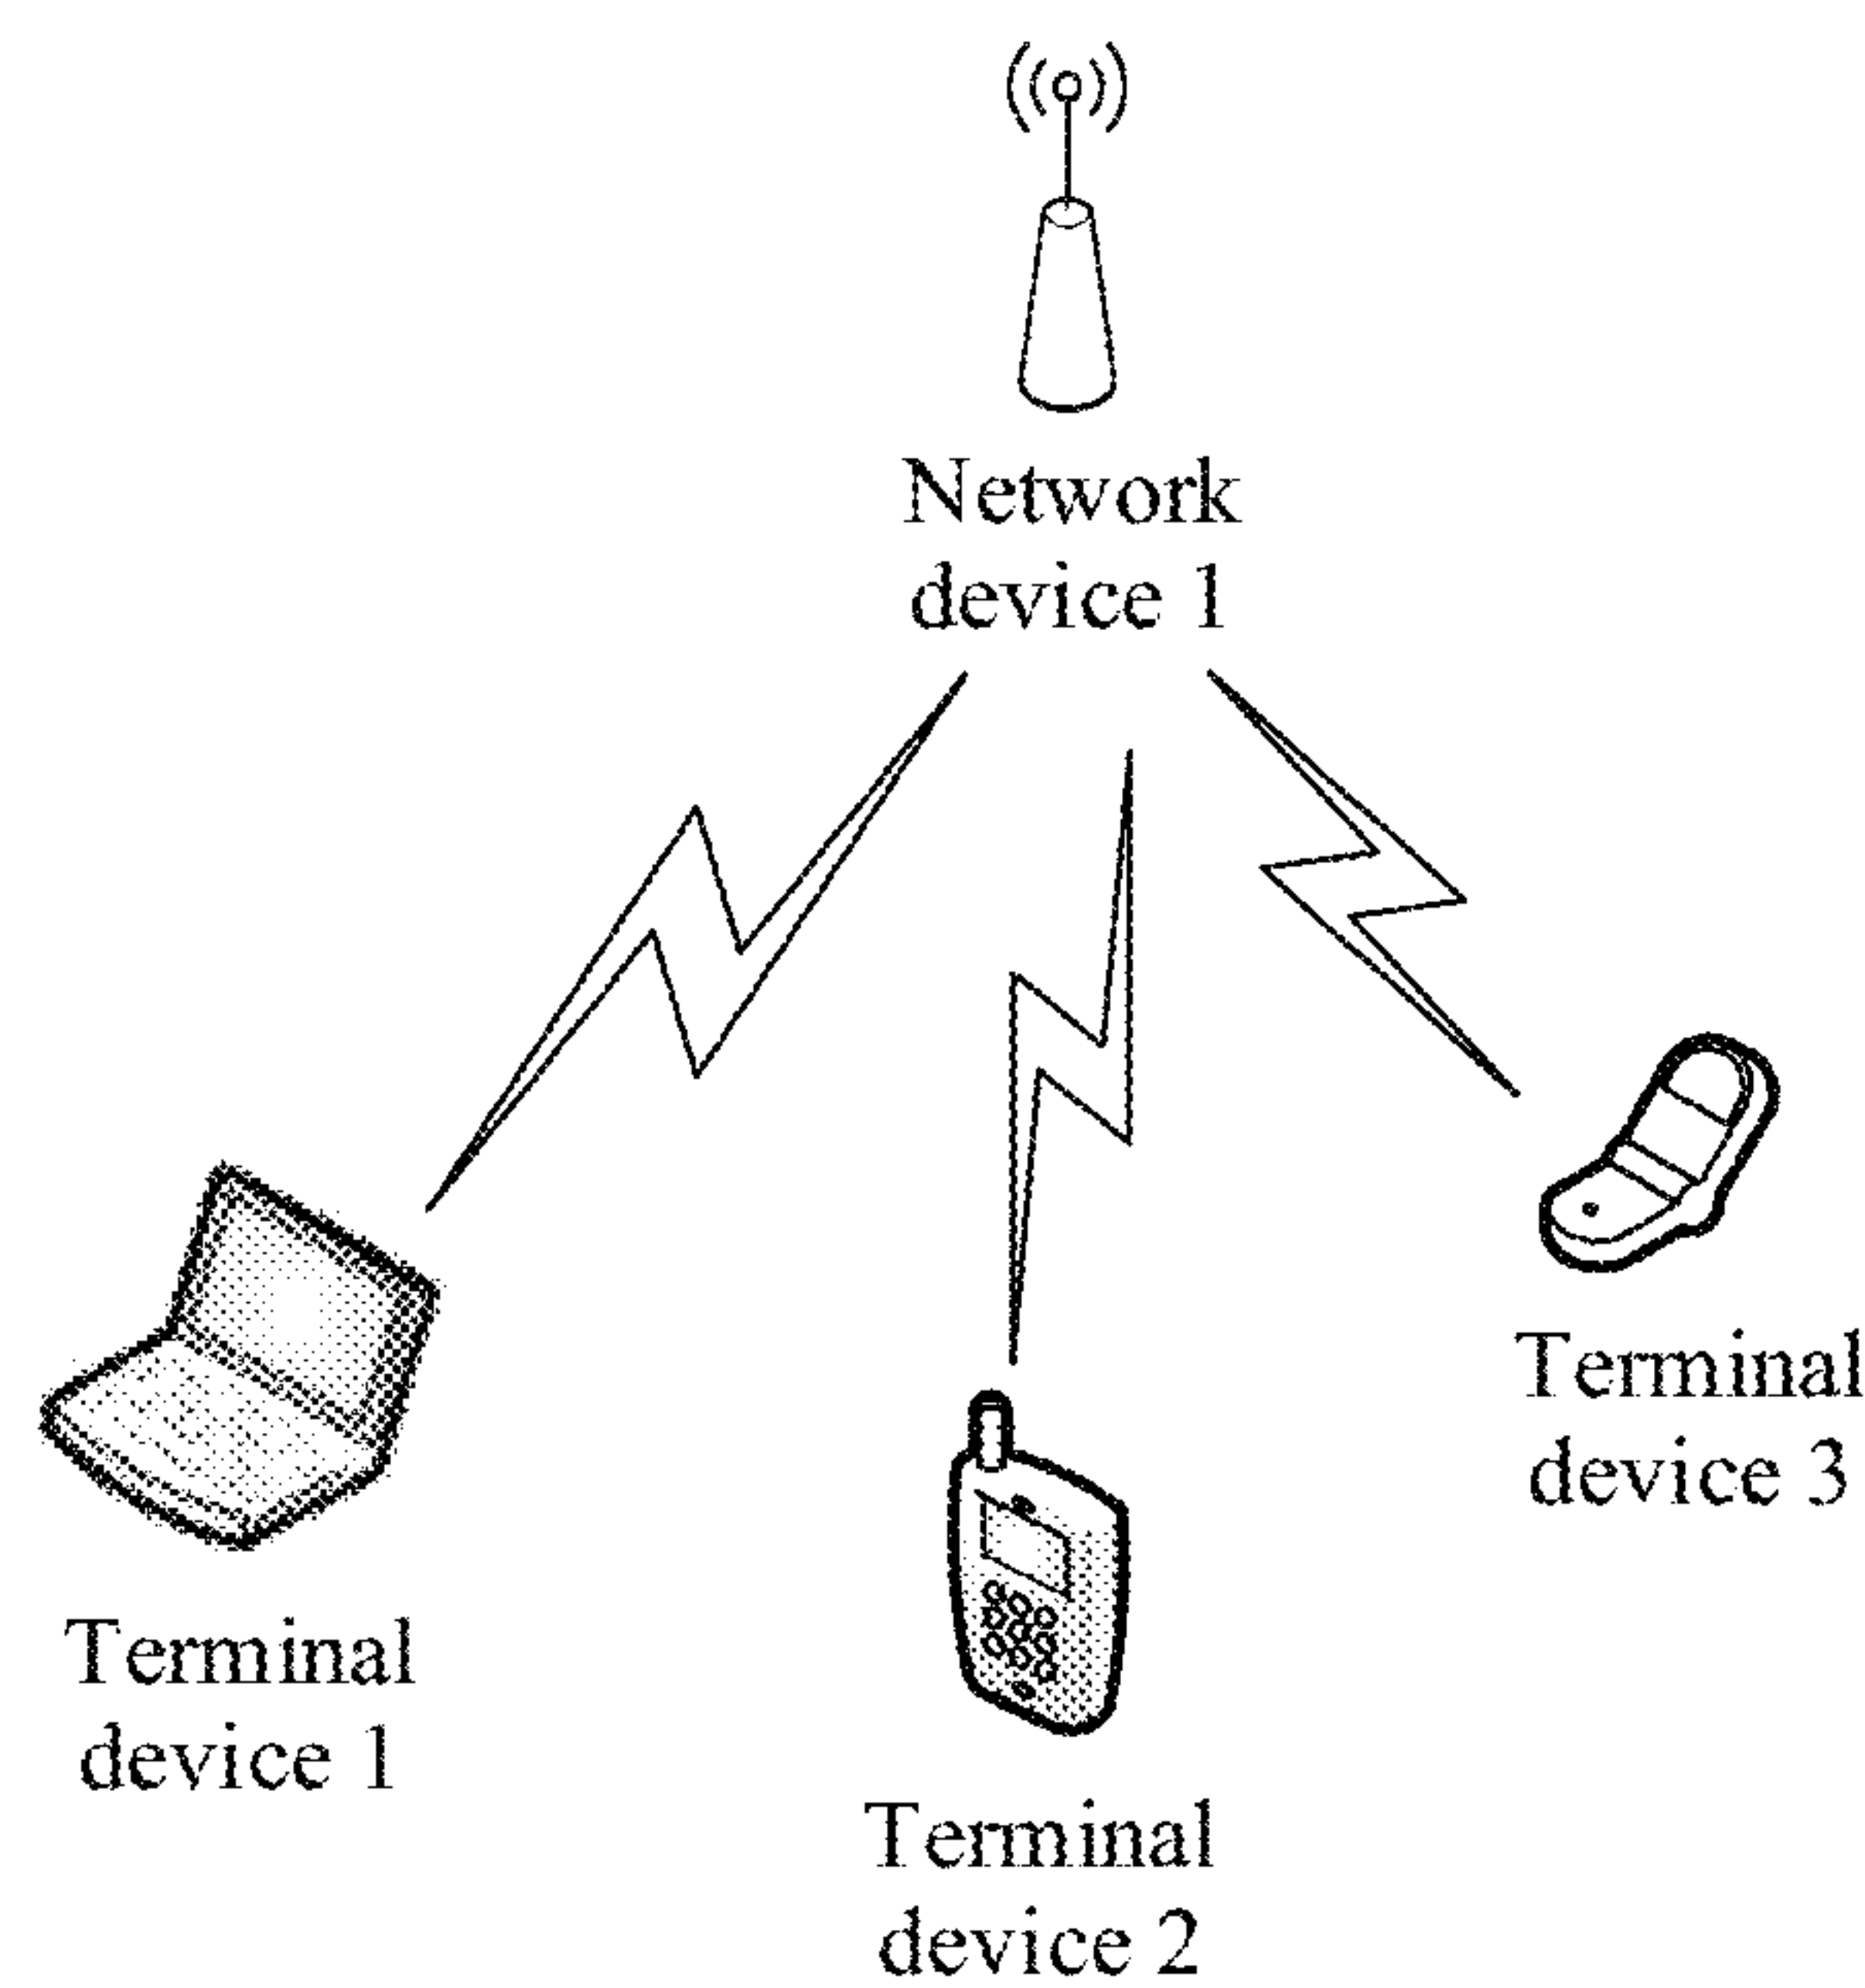 Network
device 1
Terminal
device 1
Terminal
device 2
Terminal
device 3